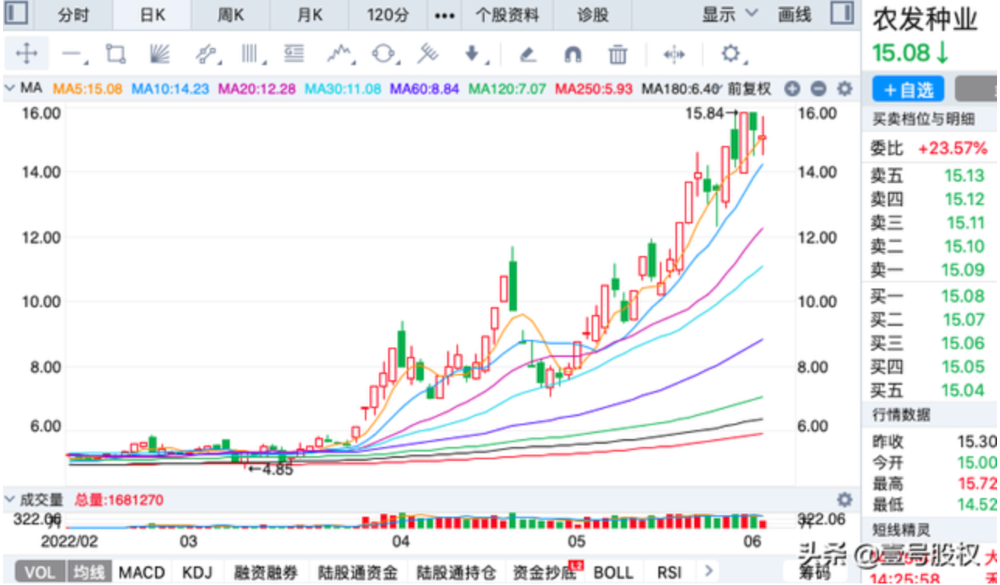 分时 日K 周K 月K 120分 ••• 个股资料 诊股 显示 画线
农发种业
15.08↓
+自选
MA MA5:15.08 MA10:14.23 MA20:12.28 MA30:11.08 MA60:8.84 MA120:7.07 MA250:5.93 MA180:6.40 前复权
买卖档位与明细
委比 +23.57%
卖五 15.13
卖四 15.12
卖三 15.11
卖二 15.10
卖一 15.09
买一 15.08
买二 15.07
买三 15.06
买四 15.05
买五 15.04
行情数据
昨收 15.30
今开 15.00
最高 15.72
最低 14.52
短线精灵
14:25:58
16.00 15.84→ 16.00
14.00 14.00
12.00 12.00
10.00 10.00
8.00 8.00
6.00 6.00
←4.85
成交量 总量:1681270
322.06 322.06
2022/02 03 04 05 06
VOL 均线 MACD KDJ 融资融券 陆股通资金 陆股通持仓 资金抄底 L2 BOLL RSI 筹码
头条 @壹号股权